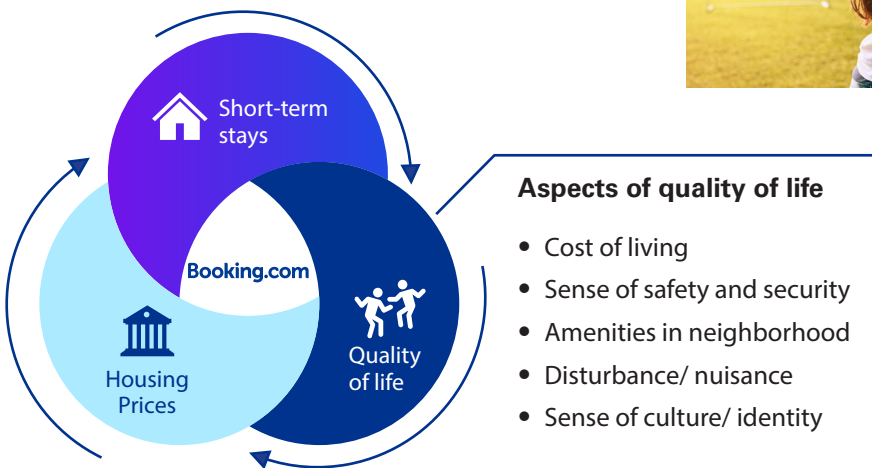 Short-term
stays
Booking.com
Housing
Prices
Quality
of life
Aspects of quality of life
• Cost of living
• Sense of safety and security
• Amenities in neighborhood
• Disturbance/ nuisance
• Sense of culture/ identity